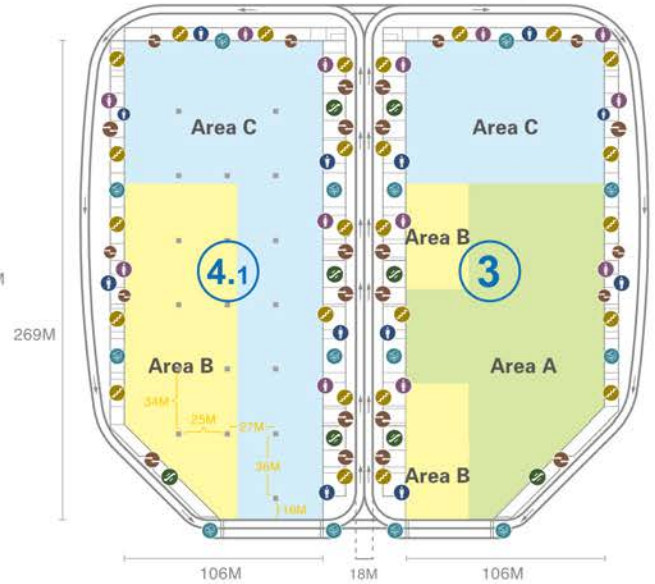 Area C
Area C
Area B
4.1
3
M
269M
Area B
Area A
34M
25M
27M
36M
Area B
16M
106M
18M
106M